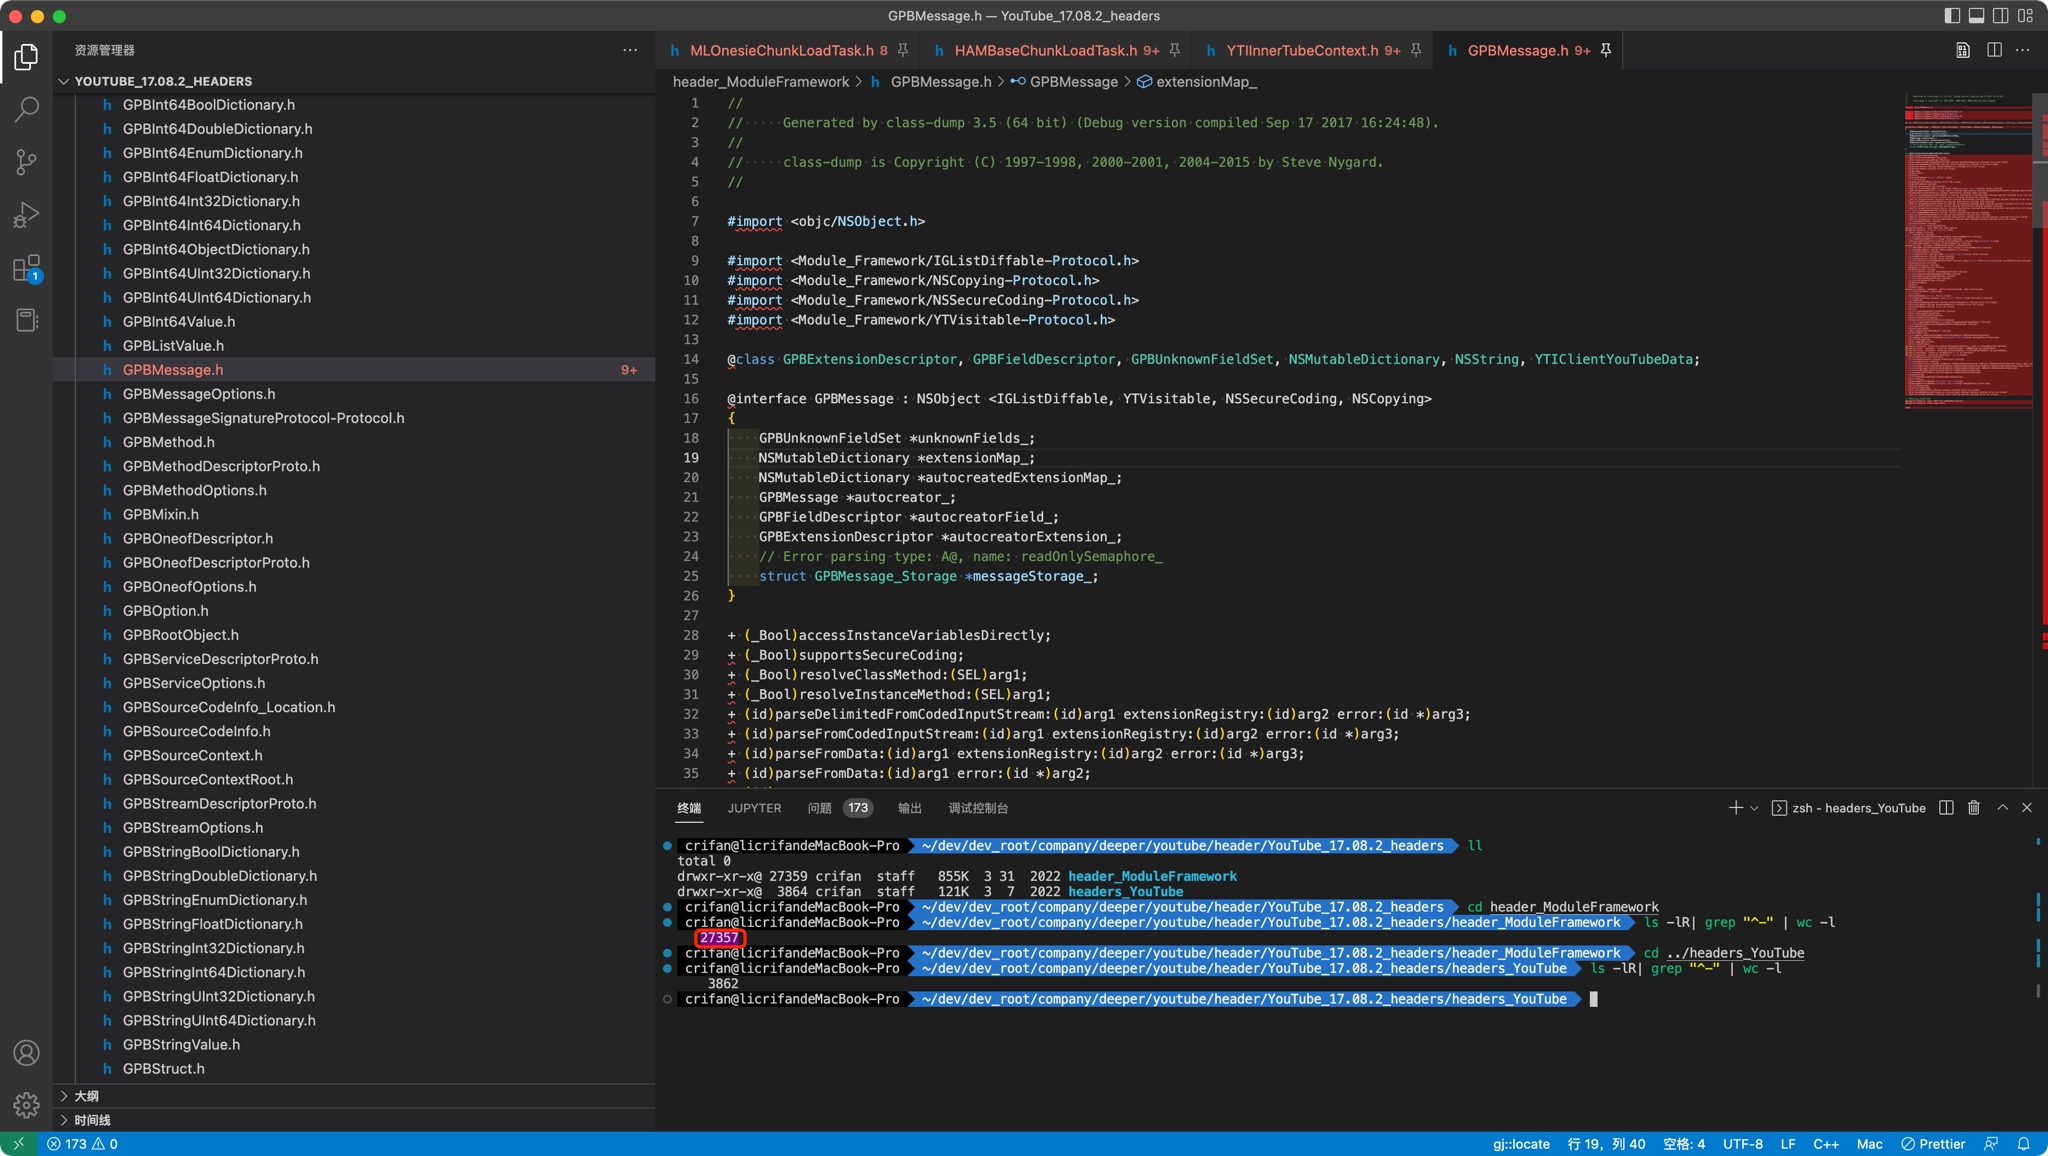 GPBMessage.h — YouTube_17.08.2_headers
资源管理器
YOUTUBE_17.08.2_HEADERS
GPBInt64BoolDictionary.h
GPBInt64DoubleDictionary.h
GPBInt64EnumDictionary.h
GPBInt64FloatDictionary.h
GPBInt64Int32Dictionary.h
GPBInt64Int64Dictionary.h
GPBInt64ObjectDictionary.h
GPBInt64UInt32Dictionary.h
GPBInt64UInt64Dictionary.h
GPBInt64Value.h
GPBListValue.h
GPBMessage.h 9+
GPBMessageOptions.h
GPBMessageSignatureProtocol-Protocol.h
GPBMethod.h
GPBMethodDescriptorProto.h
GPBMethodOptions.h
GPBMixin.h
GPBOneofDescriptor.h
GPBOneofDescriptorProto.h
GPBOneofOptions.h
GPBOption.h
GPBRootObject.h
GPBServiceDescriptorProto.h
GPBServiceOptions.h
GPBSourceCodeInfo_Location.h
GPBSourceCodeInfo.h
GPBSourceContext.h
GPBSourceContextRoot.h
GPBStreamDescriptorProto.h
GPBStreamOptions.h
GPBStringBoolDictionary.h
GPBStringDoubleDictionary.h
GPBStringEnumDictionary.h
GPBStringFloatDictionary.h
GPBStringInt32Dictionary.h
GPBStringInt64Dictionary.h
GPBStringUInt32Dictionary.h
GPBStringUInt64Dictionary.h
GPBStringValue.h
GPBStruct.h
大纲
时间线
1
MLOnesieChunkLoadTask.h 8 HAMBaseChunkLoadTask.h 9+ YTIInnerTubeContext.h 9+ GPBMessage.h 9+
header_ModuleFramework > h GPBMessage.h > GPBMessage > extensionMap_
1 //
2 // Generated by class-dump 3.5 (64 bit) (Debug version compiled Sep 17 2017 16:24:48).
3 //
4 // class-dump is Copyright (C) 1997-1998, 2000-2001, 2004-2015 by Steve Nygard.
5 //
6
7 #import <objc/NSObject.h>
8
9 #import <Module_Framework/IGListDiffable-Protocol.h>
10 #import <Module_Framework/NSCopying-Protocol.h>
11 #import <Module_Framework/NSSecureCoding-Protocol.h>
12 #import <Module_Framework/YTVisitable-Protocol.h>
13
14 @class GPBExtensionDescriptor, GPBFieldDescriptor, GPBUnknownFieldSet, NSMutableDictionary, NSString, YTIClientYouTubeData;
15
16 @interface GPBMessage : NSObject <IGListDiffable, YTVisitable, NSSecureCoding, NSCopying>
17 {
18 GPBUnknownFieldSet *unknownFields_;
19 NSMutableDictionary *extensionMap_;
20 NSMutableDictionary *autocreatedExtensionMap_;
21 GPBMessage *autocreator_;
22 GPBFieldDescriptor *autocreatorField_;
23 GPBExtensionDescriptor *autocreatorExtension_;
24 // Error parsing type: A@, name: readOnlySemaphore_
25 struct GPBMessage_Storage *messageStorage_;
26 }
27
28 + (_Bool)accessInstanceVariablesDirectly;
29 + (_Bool)supportsSecureCoding;
30 + (_Bool)resolveClassMethod:(SEL)arg1;
31 + (_Bool)resolveInstanceMethod:(SEL)arg1;
32 + (id)parseDelimitedFromCodedInputStream:(id)arg1 extensionRegistry:(id)arg2 error:(id *)arg3;
33 + (id)parseFromCodedInputStream:(id)arg1 extensionRegistry:(id)arg2 error:(id *)arg3;
34 + (id)parseFromData:(id)arg1 extensionRegistry:(id)arg2 error:(id *)arg3;
35 + (id)parseFromData:(id)arg1 error:(id *)arg2;
终端 JUPYTER 问题 173 输出 调试控制台 zsh - headers_YouTube
crifan@licrifandeMacBook-Pro ~/dev/dev_root/company/deeper/youtube/header/YouTube_17.08.2_headers ll
total 0
drwxr-xr-x@ 27359 crifan staff 855K 3 31 2022 header_ModuleFramework
drwxr-xr-x@ 3864 crifan staff 121K 3 7 2022 headers_YouTube
crifan@licrifandeMacBook-Pro ~/dev/dev_root/company/deeper/youtube/header/YouTube_17.08.2_headers cd header_ModuleFramework
crifan@licrifandeMacBook-Pro ~/dev/dev_root/company/deeper/youtube/header/YouTube_17.08.2_headers/header_ModuleFramework ls -lR| grep "^-" | wc -l
27357
crifan@licrifandeMacBook-Pro ~/dev/dev_root/company/deeper/youtube/header/YouTube_17.08.2_headers/header_ModuleFramework cd ../headers_YouTube
crifan@licrifandeMacBook-Pro ~/dev/dev_root/company/deeper/youtube/header/YouTube_17.08.2_headers/headers_YouTube ls -lR| grep "^-" | wc -l
3862
crifan@licrifandeMacBook-Pro ~/dev/dev_root/company/deeper/youtube/header/YouTube_17.08.2_headers/headers_YouTube
173 0 gj::locate 行 19，列 40 空格: 4 UTF-8 LF C++ Mac Prettier